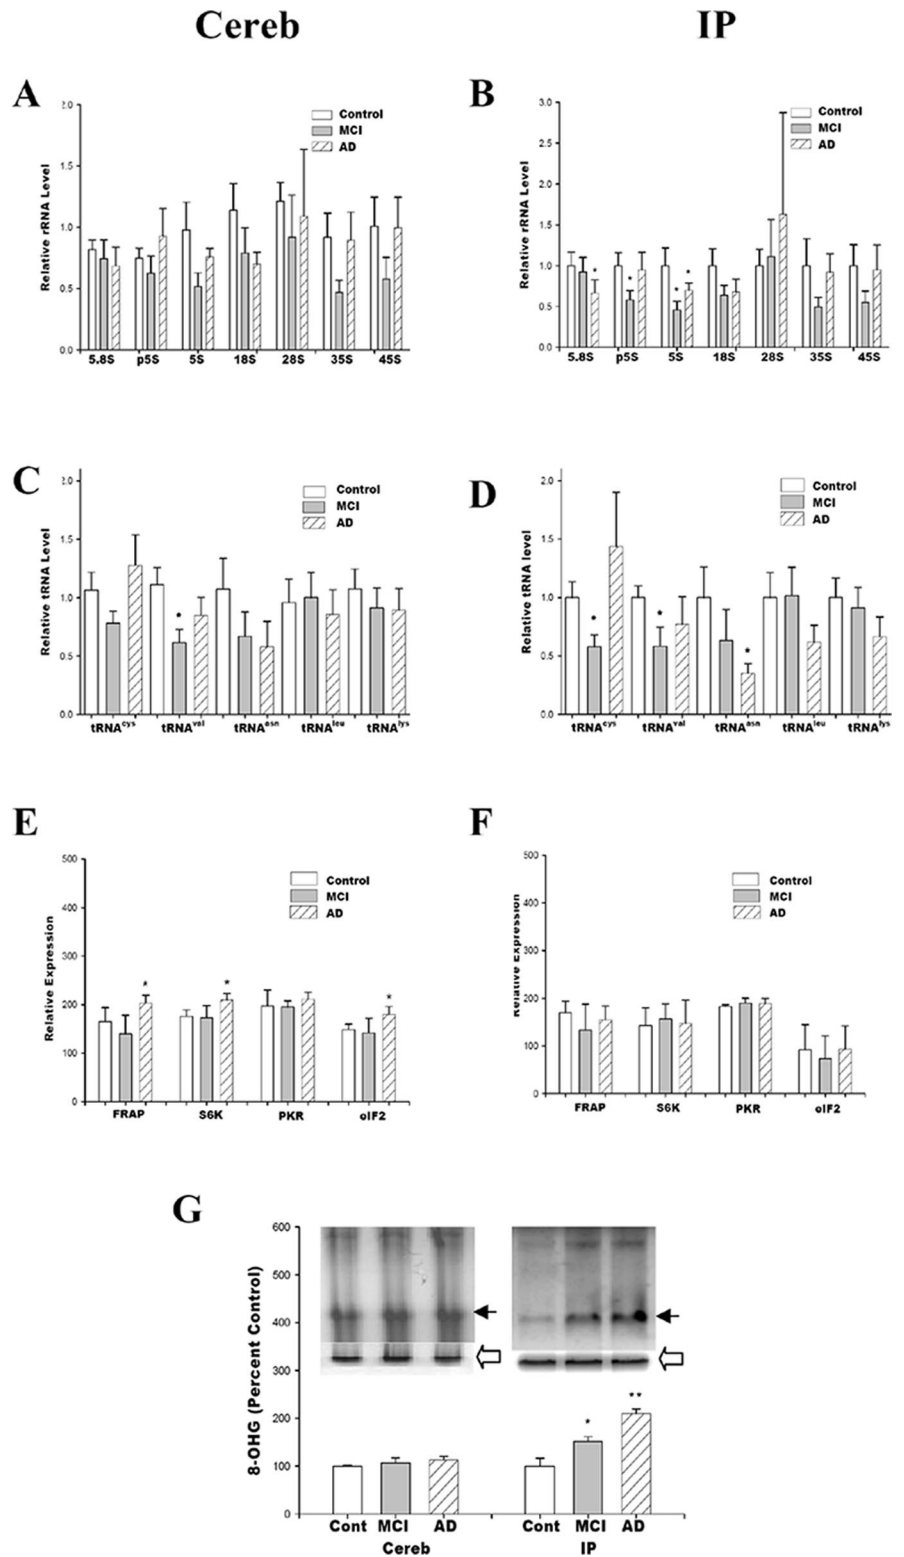 Cereb IP
A
Relative rRNA Level
2.0
1.5
1.0
0.5
0.0
Control
MCI
AD
5.8S p5S 5S 18S 28S 35S 45S
B
Relative rRNA Level
3.0
2.5
2.0
1.5
1.0
0.5
0.0
Control
MCI
AD
* * * *
5.8S p5S 5S 18S 28S 35S 45S
C
Relative tRNA Level
2.0
1.5
1.0
0.5
0.0
Control
MCI
AD
*
tRNAcys tRNAval tRNAasn tRNAleu tRNAlys
D
Relative tRNA level
2.0
1.5
1.0
0.5
0.0
Control
MCI
AD
* * *
tRNAcys tRNAval tRNAasn tRNAleu tRNAlys
E
Relative Expression
500
400
300
200
100
0
Control
MCI
AD
* * *
FRAP S6K PKR eIF2
F
Relative Expression
500
400
300
200
100
0
Control
MCI
AD
FRAP S6K PKR eIF2
G
8-OHG (Percent Control)
600
500
400
300
200
100
0
* **
Cont MCI AD Cont MCI AD
Cereb IP